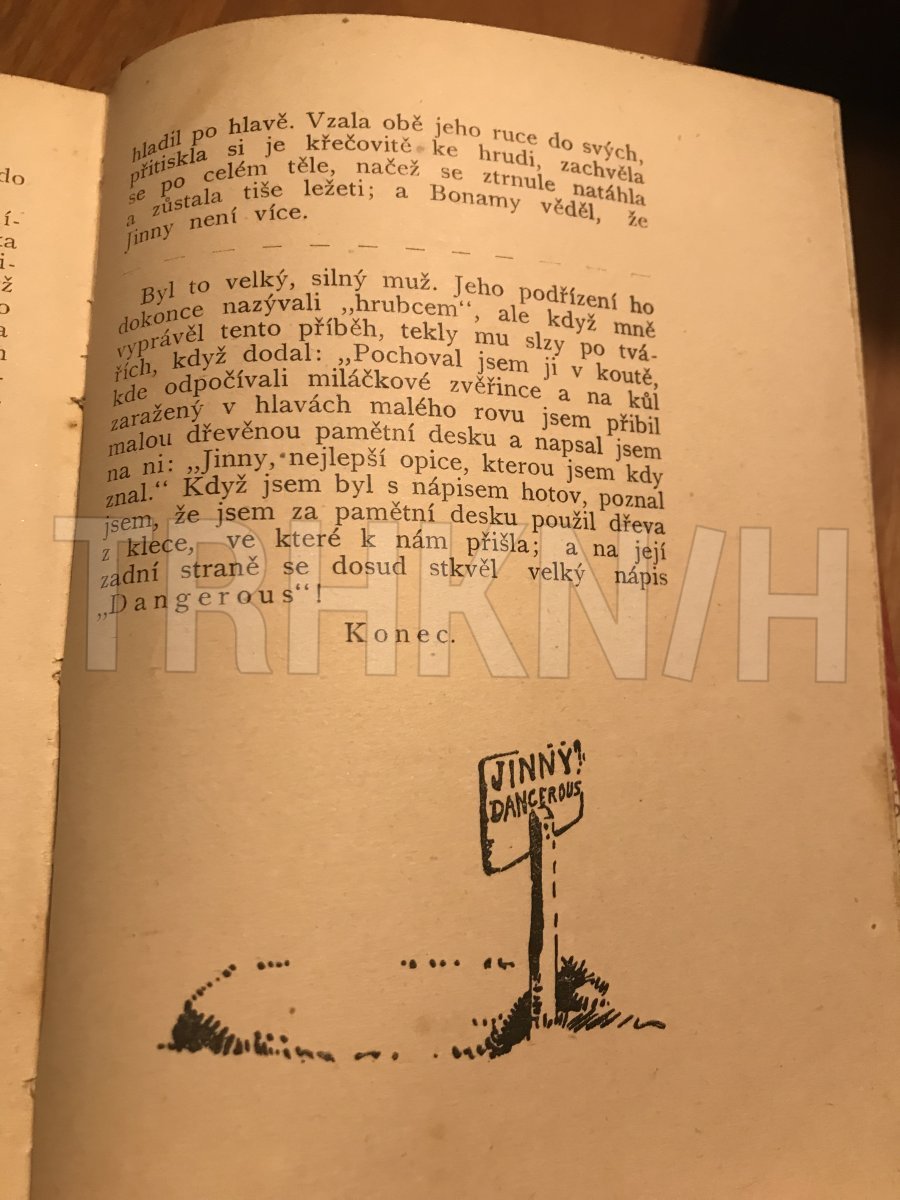 do
í-
ka
i-
ž
o
a
hladil po hlavě. Vzala obě jeho ruce do svých,
přitiskla si je křečovitě ke hrudi, zachvěla
se po celém těle, načež se ztrnule natáhla
a zůstala tiše ležeti; a Bonamy věděl, že
Jinny není více.
Byl to velký, silný muž. Jeho podřízení ho
dokonce nazývali „hrubcem“, ale když mně
vyprávěl tento příběh, tekly mu slzy po tvá-
řích, když dodal: „Pochoval jsem ji v koutě,
kde odpočívali miláčkové zvěřince a na kůl
zaražený v hlavách malého rovu jsem přibil
malou dřevěnou pamětní desku a napsal jsem
na ni: „Jinny, nejlepší opice, kterou jsem kdy
znal.“ Když jsem byl s nápisem hotov, poznal
jsem, že jsem za pamětní desku použil dřeva
z klece, ve které k nám přišla; a na její
zadní straně se dosud stkvěl velký nápis
„Dangerous“!
Konec.
TRHKN/H
JINNY!
DANGEROUS